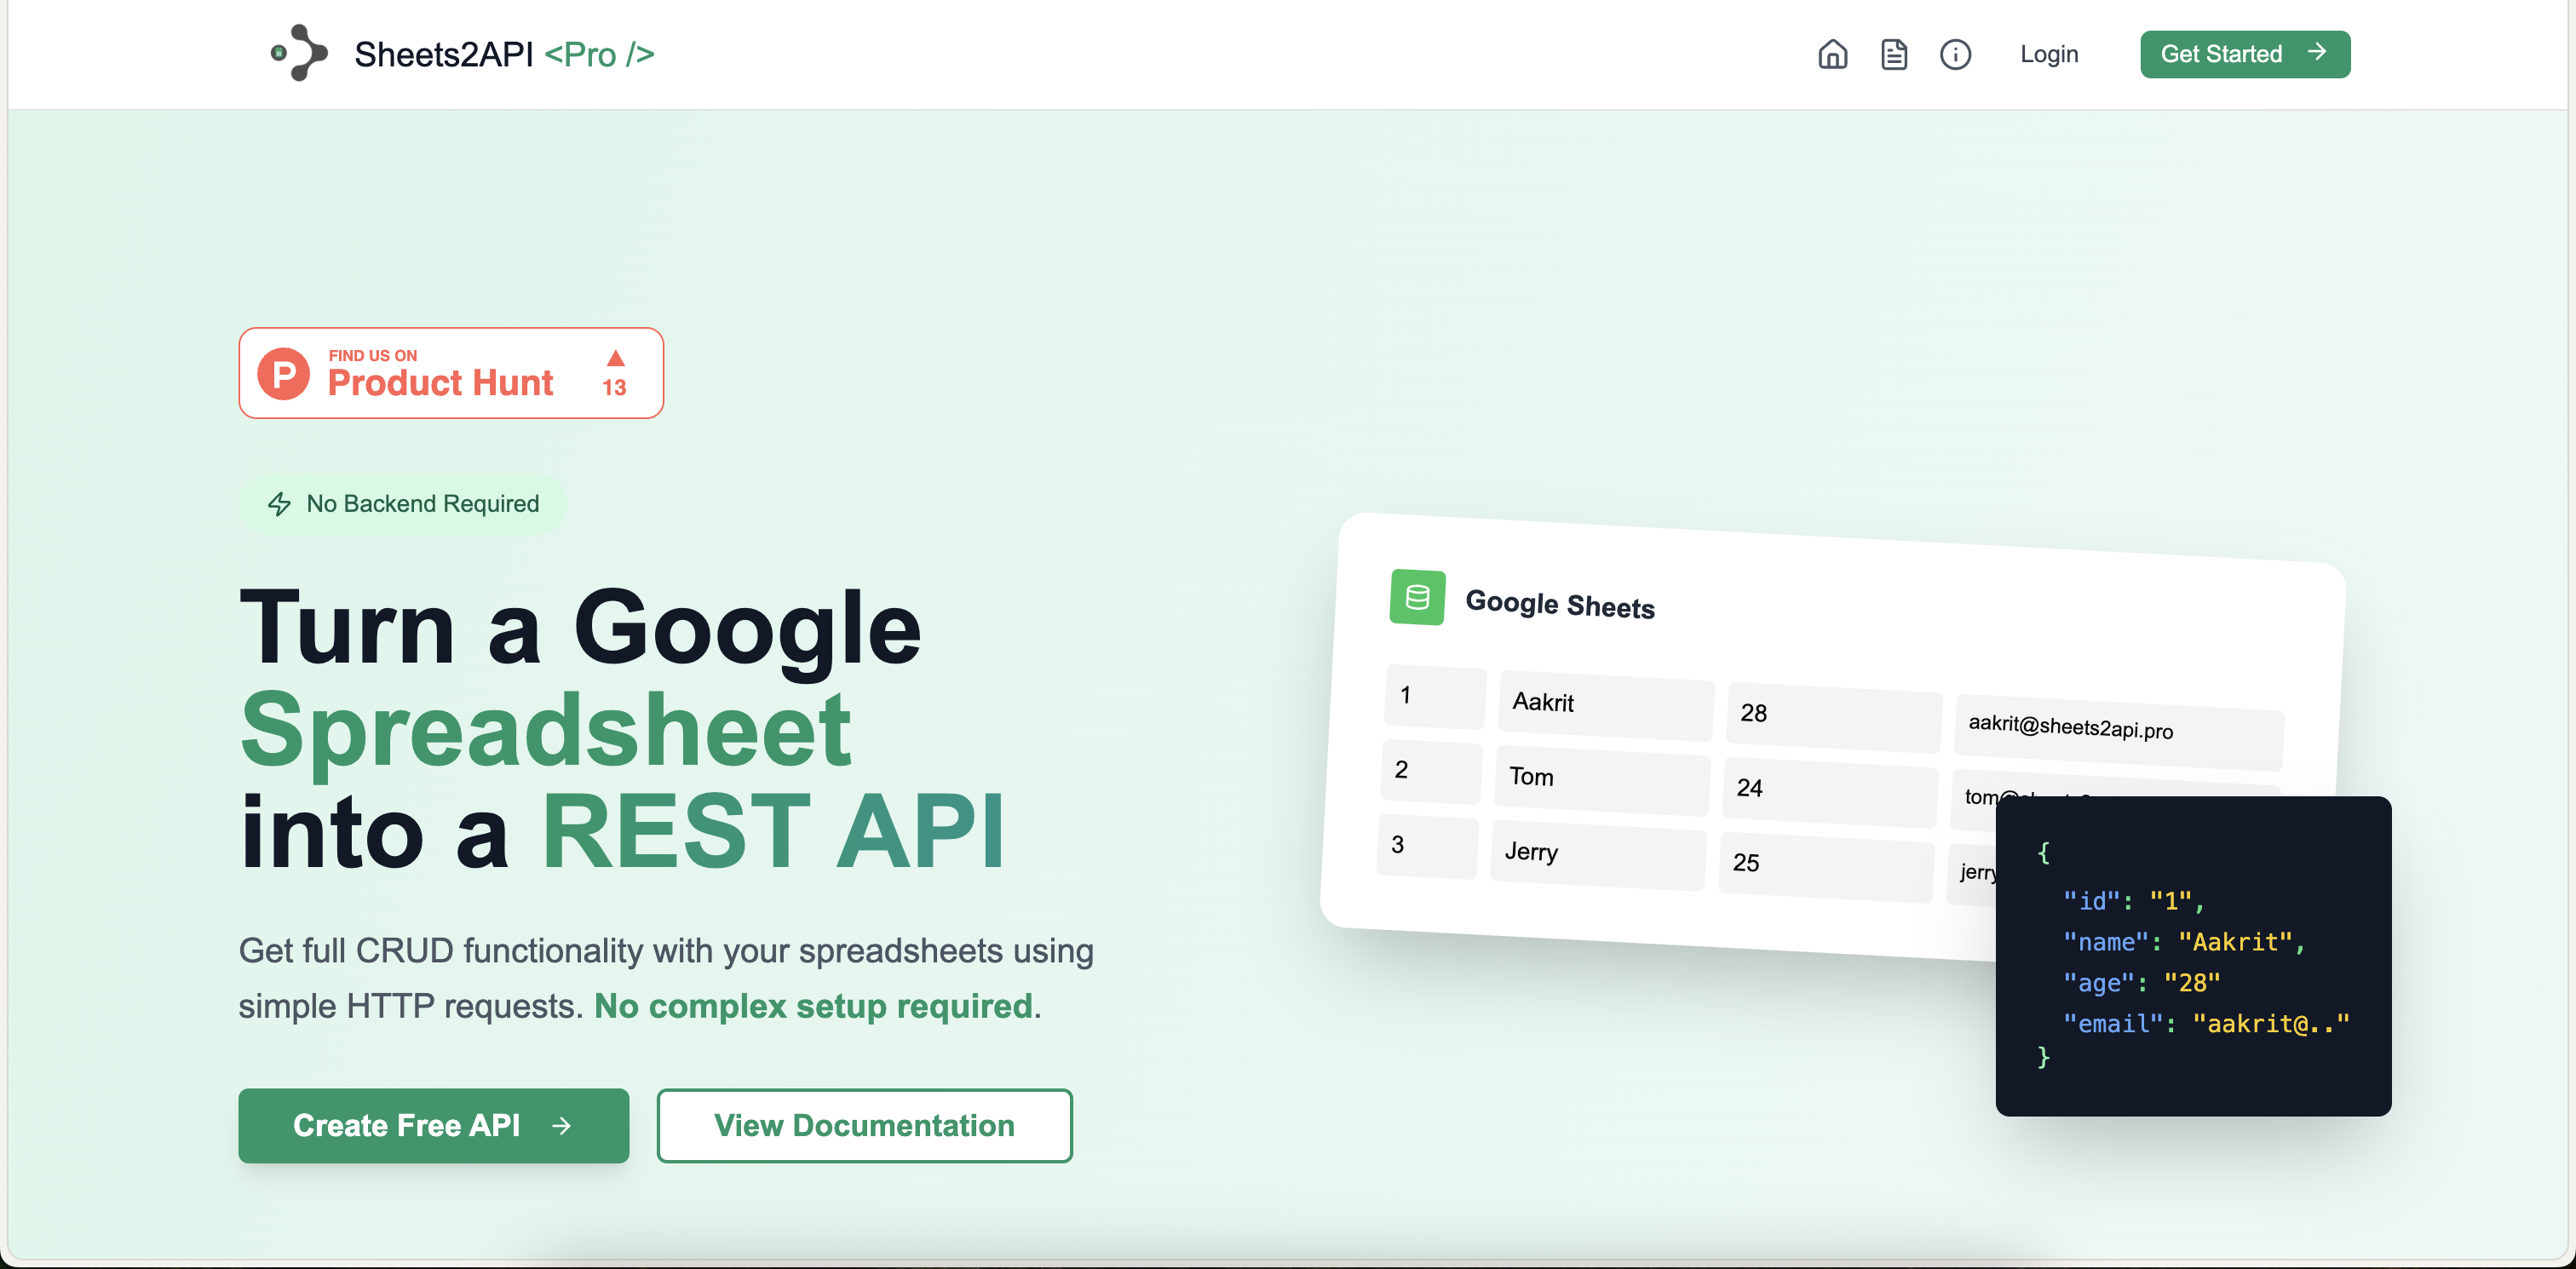 Sheets2API <Pro />
Login
Get Started
FIND US ON
Product Hunt
13
No Backend Required
Turn a Google
Spreadsheet
into a REST API
Get full CRUD functionality with your spreadsheets using
simple HTTP requests. No complex setup required.
Create Free API
View Documentation
Google Sheets
1 Aakrit 28 aakrit@sheets2api.pro
2 Tom 24
3 Jerry 25 jerry
{
"id": "1",
"name": "Aakrit",
"age": "28"
"email": "aakrit@.."
}